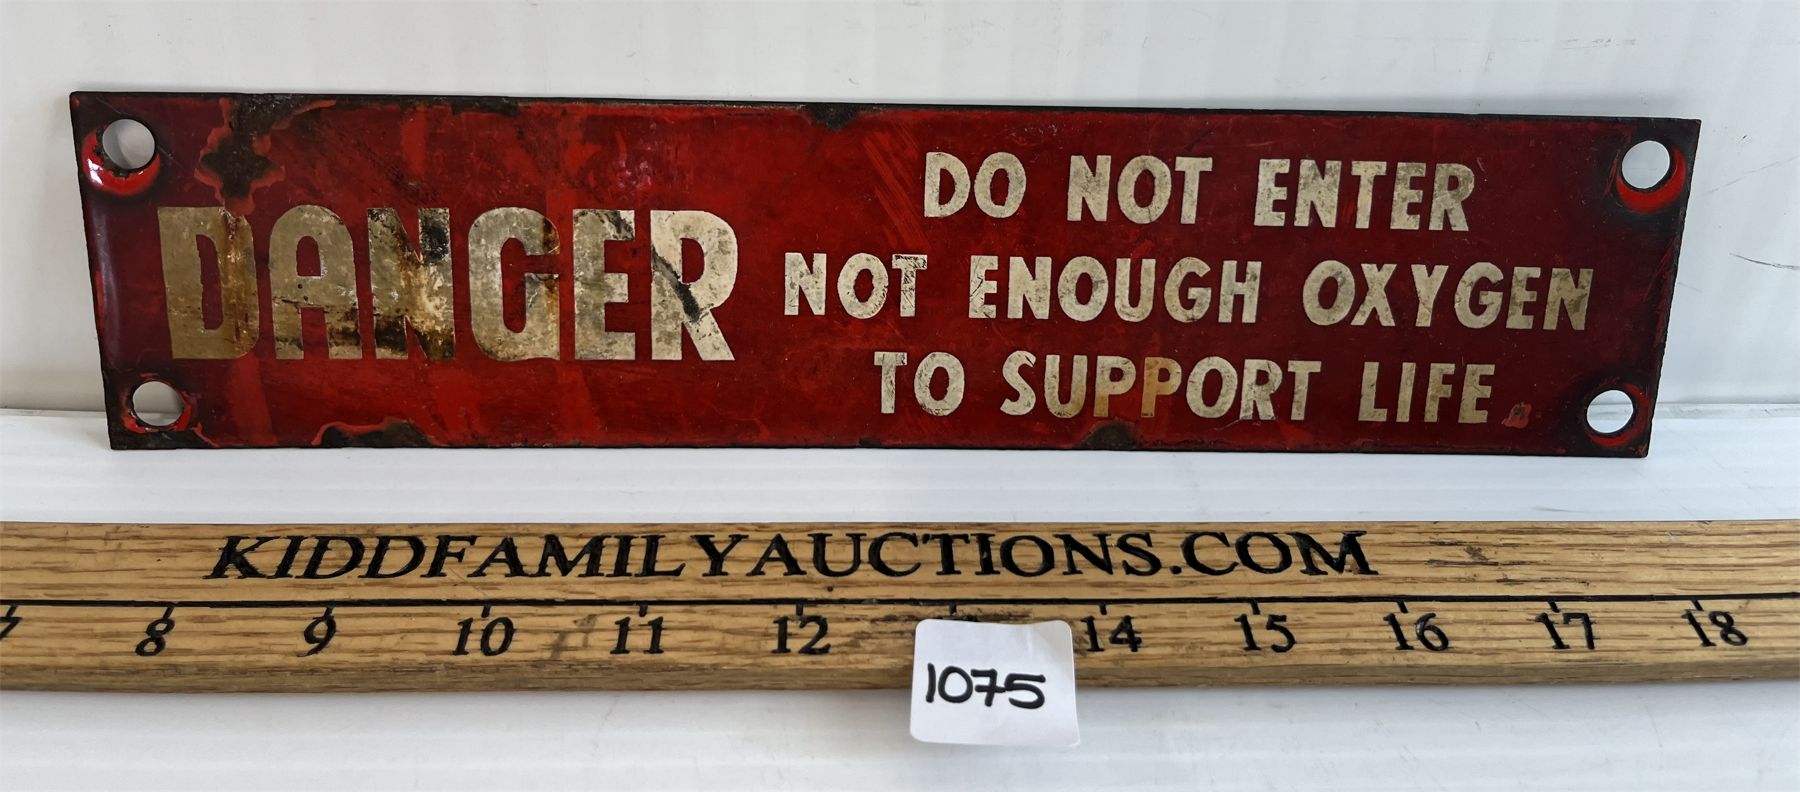 DANGER
DO NOT ENTER
NOT ENOUGH OXYGEN
TO SUPPORT LIFE
KIDDFAMILYAUCTIONS.COM
7 8 9 10 11 12 14 15 16 17 18
1075